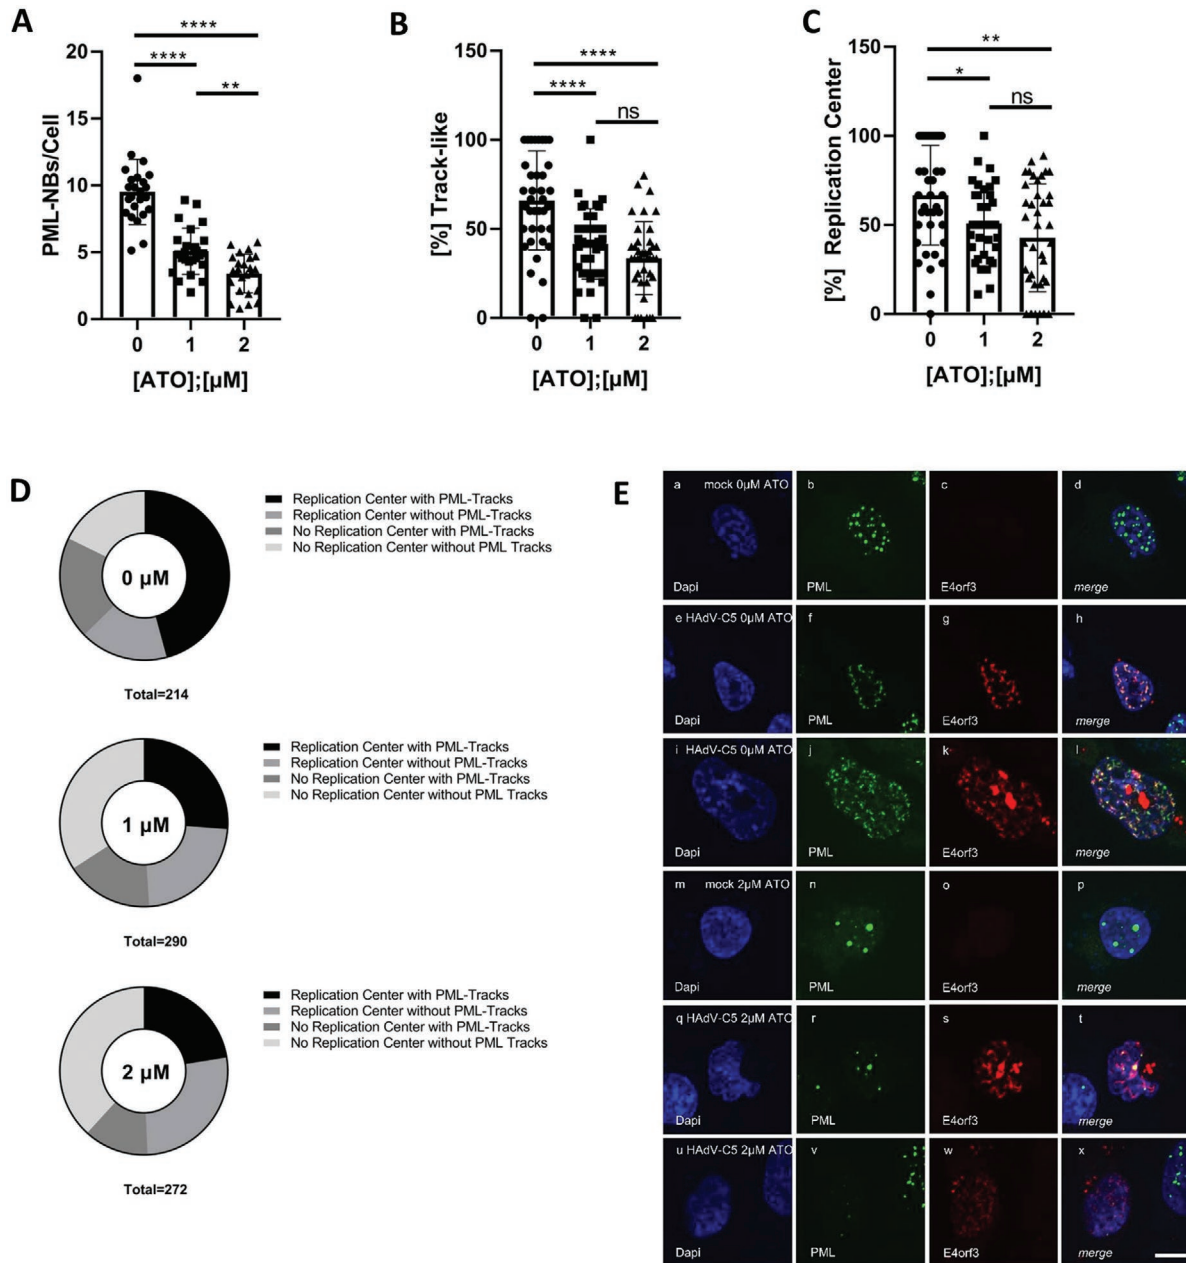 A
****
****
**
PML-NBs/Cell
20
15
10
5
0
0 1 2
[ATO];[µM]
B
****
****
ns
[%] Track-like
150
100
50
0
0 1 2
[ATO];[µM]
C
**
*
ns
[%] Replication Center
150
100
50
0
0 1 2
[ATO];[µM]
D
0 µM
Replication Center with PML-Tracks
Replication Center without PML-Tracks
No Replication Center with PML-Tracks
No Replication Center without PML Tracks
Total=214
1 µM
Replication Center with PML-Tracks
Replication Center without PML-Tracks
No Replication Center with PML-Tracks
No Replication Center without PML Tracks
Total=290
2 µM
Replication Center with PML-Tracks
Replication Center without PML-Tracks
No Replication Center with PML-Tracks
No Replication Center without PML Tracks
Total=272
E
a mock 0µM ATO b c d
Dapi PML E4orf3 merge
e HAdV-C5 0µM ATO f g h
Dapi PML E4orf3 merge
i HAdV-C5 0µM ATO j k l
Dapi PML E4orf3 merge
m mock 2µM ATO n o p
Dapi PML E4orf3 merge
q HAdV-C5 2µM ATO r s t
Dapi PML E4orf3 merge
u HAdV-C5 2µM ATO v w x
Dapi PML E4orf3 merge